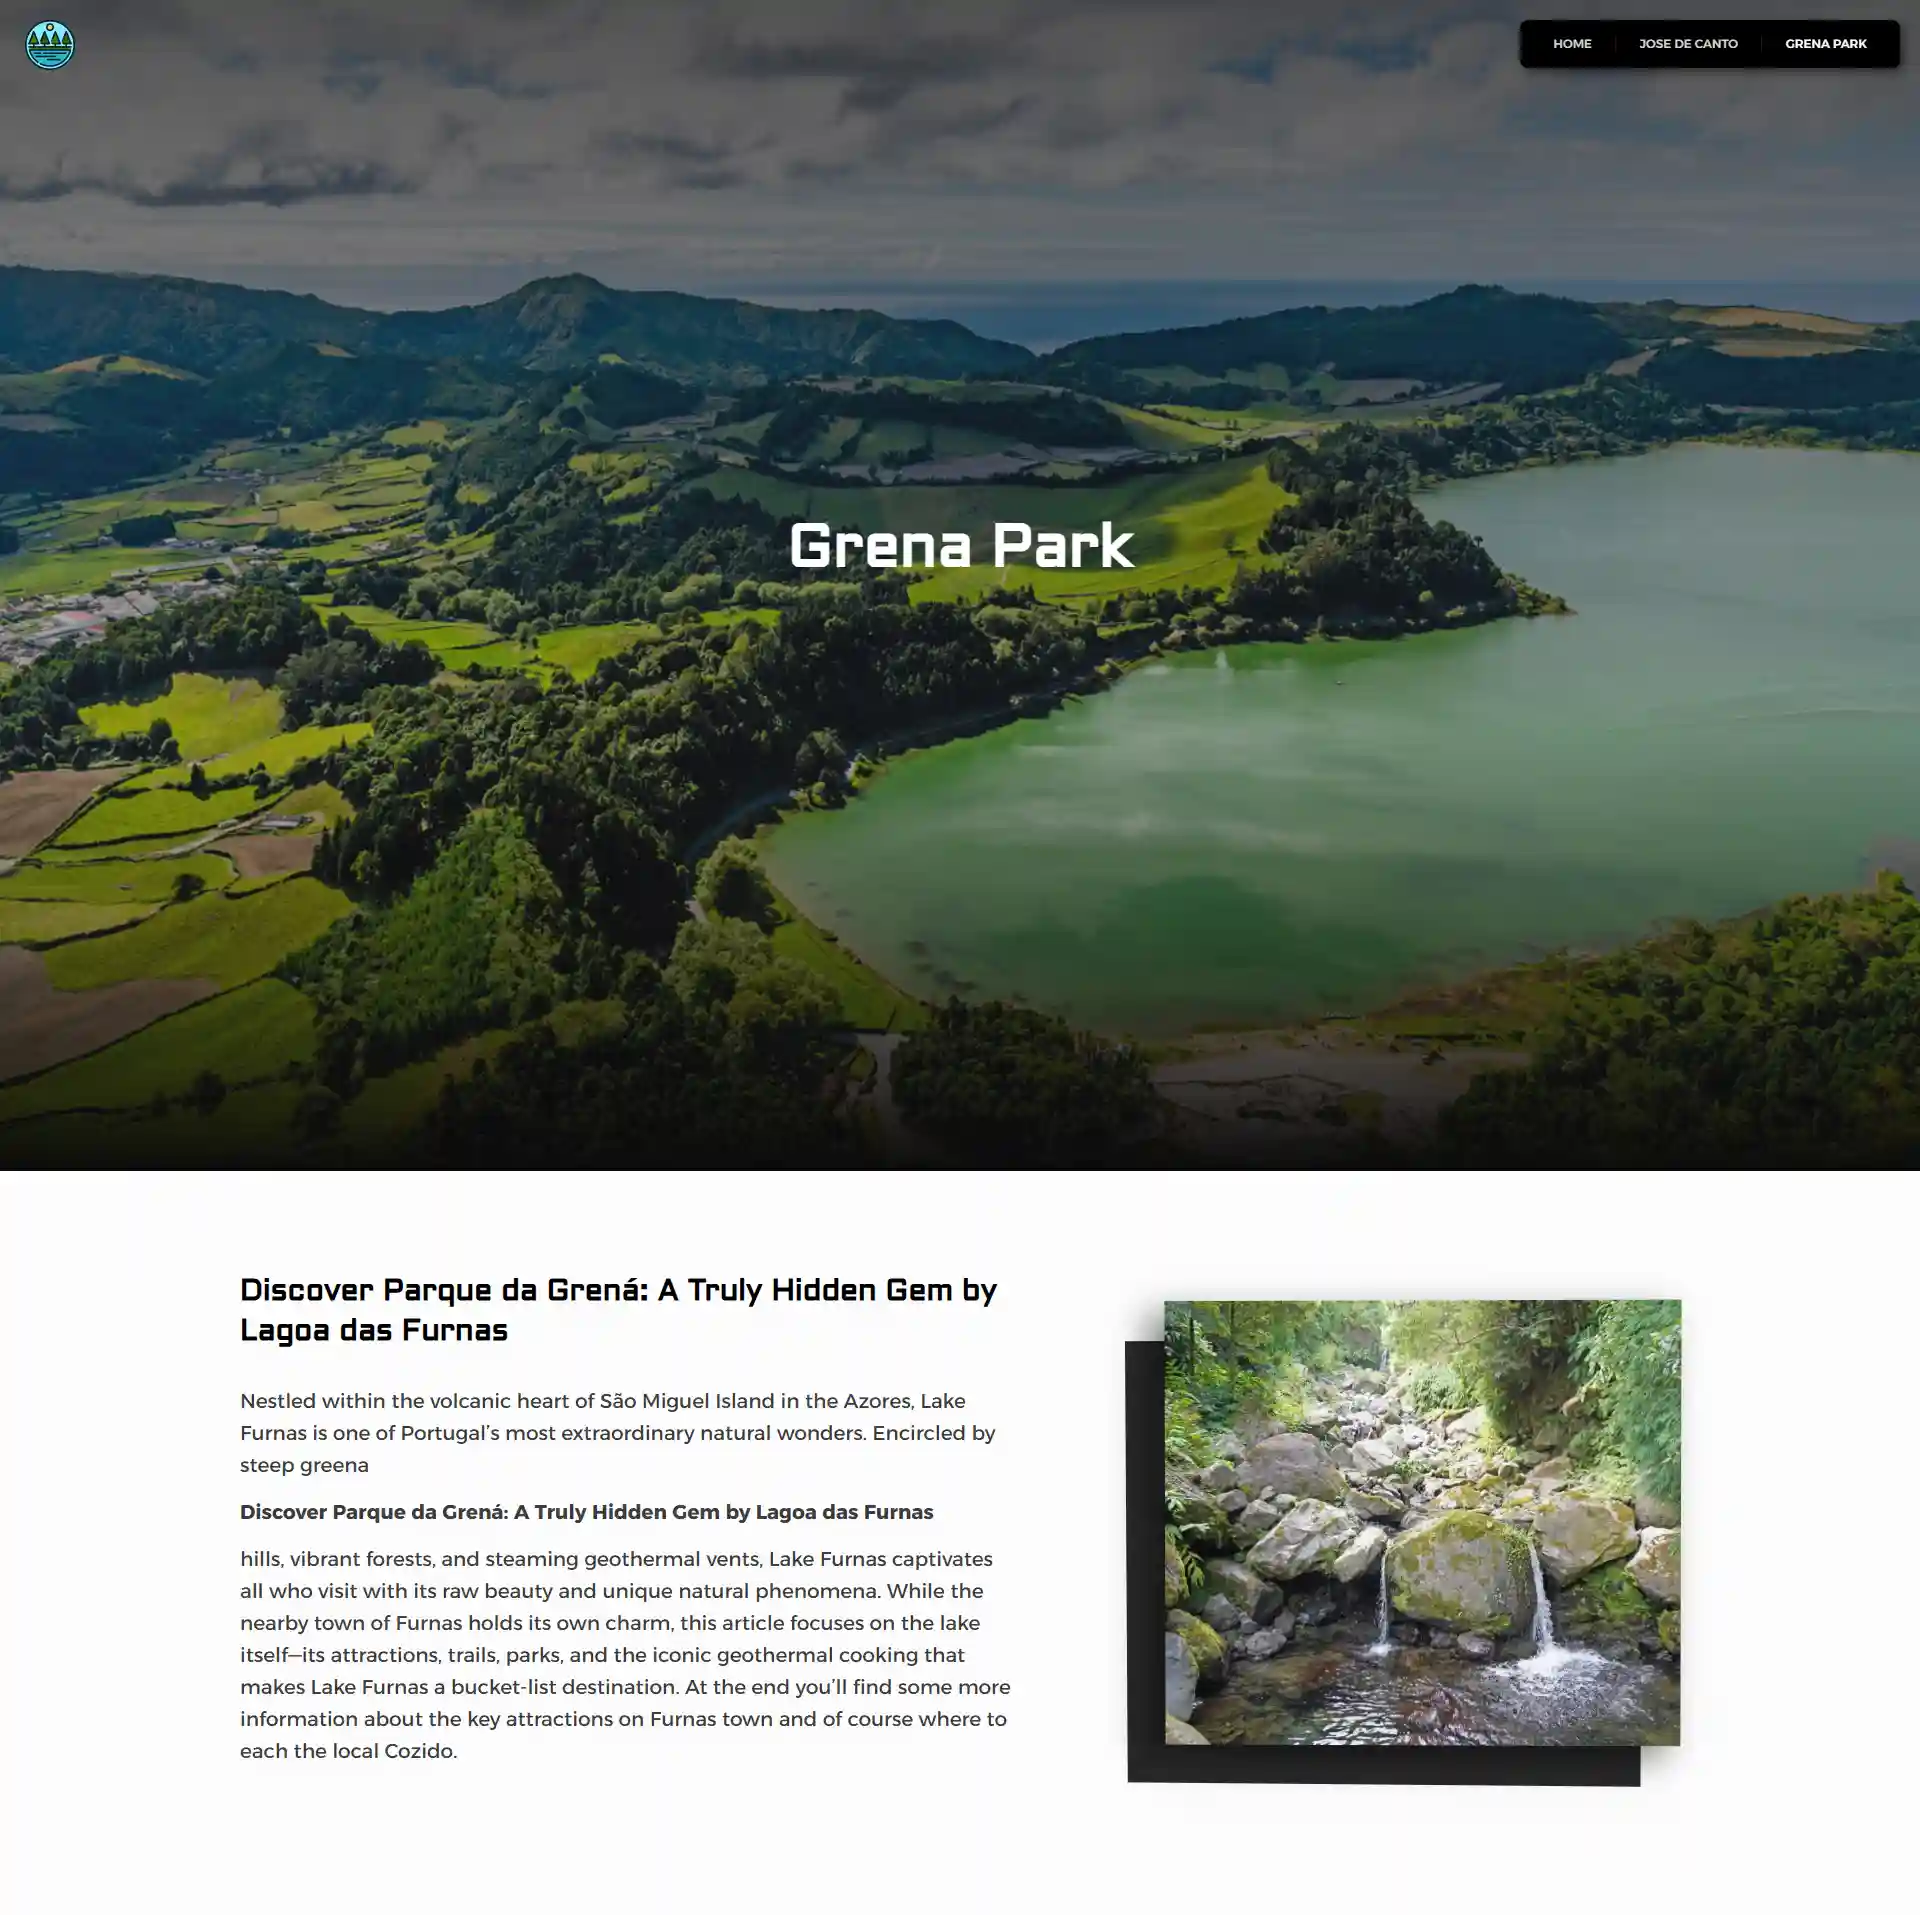 HOME
JOSE DE CANTO
GRENA PARK
Grena Park
Discover Parque da Grená: A Truly Hidden Gem by
Lagoa das Furnas
Nestled within the volcanic heart of São Miguel Island in the Azores, Lake
Furnas is one of Portugal’s most extraordinary natural wonders. Encircled by
steep greena
Discover Parque da Grená: A Truly Hidden Gem by Lagoa das Furnas
hills, vibrant forests, and steaming geothermal vents, Lake Furnas captivates
all who visit with its raw beauty and unique natural phenomena. While the
nearby town of Furnas holds its own charm, this article focuses on the lake
itself—its attractions, trails, parks, and the iconic geothermal cooking that
makes Lake Furnas a bucket-list destination. At the end you’ll find some more
information about the key attractions on Furnas town and of course where to
each the local Cozido.